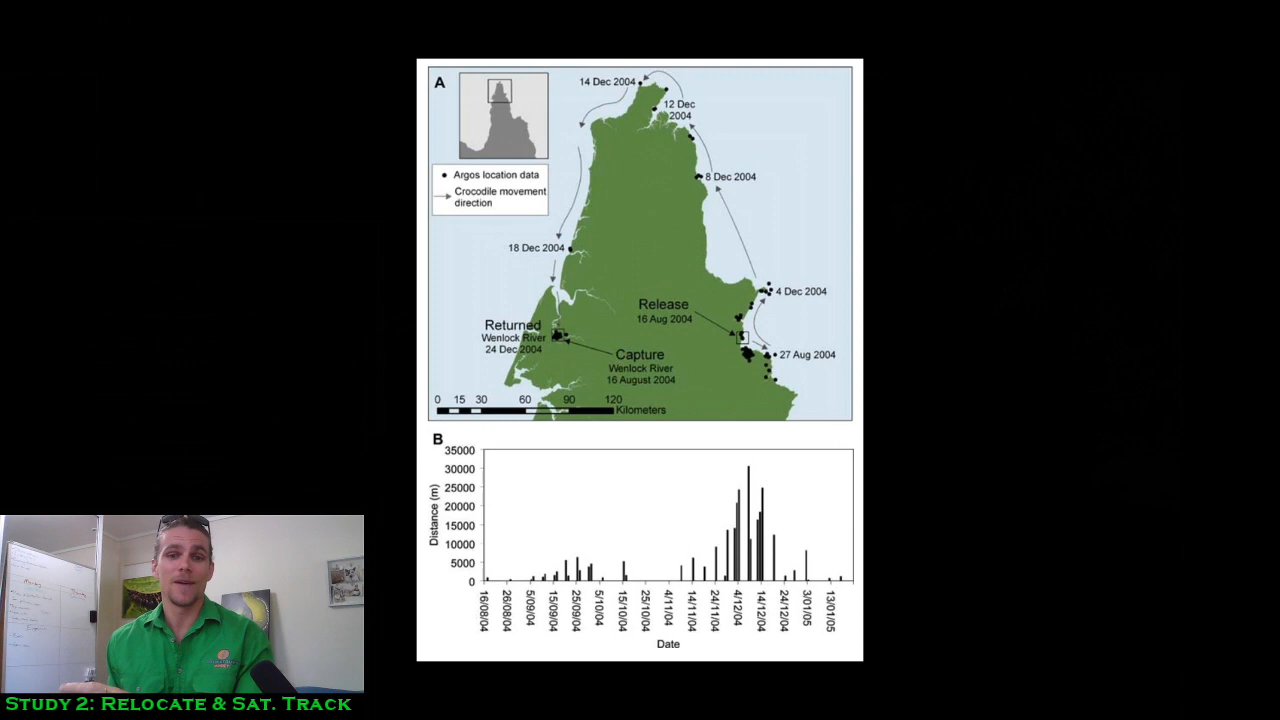 A
14 Dec 2004
12 Dec
2004
Argos location data
Crocodile movement
direction
8 Dec 2004
18 Dec 2004
4 Dec 2004
Release
16 Aug 2004
Returned
Wenlock River
24 Dec 2004
Capture
Wenlock River
16 August 2004
27 Aug 2004
0 15 30 60 90 120
Kilometers
B
35000
30000
25000
20000
15000
10000
5000
0
Distance (m)
16/08/04
26/08/04
5/09/04
15/09/04
25/09/04
5/10/04
15/10/04
25/10/04
4/11/04
14/11/04
24/11/04
4/12/04
14/12/04
24/12/04
3/01/05
13/01/05
Date
Study 2: Relocate & Sat. Track